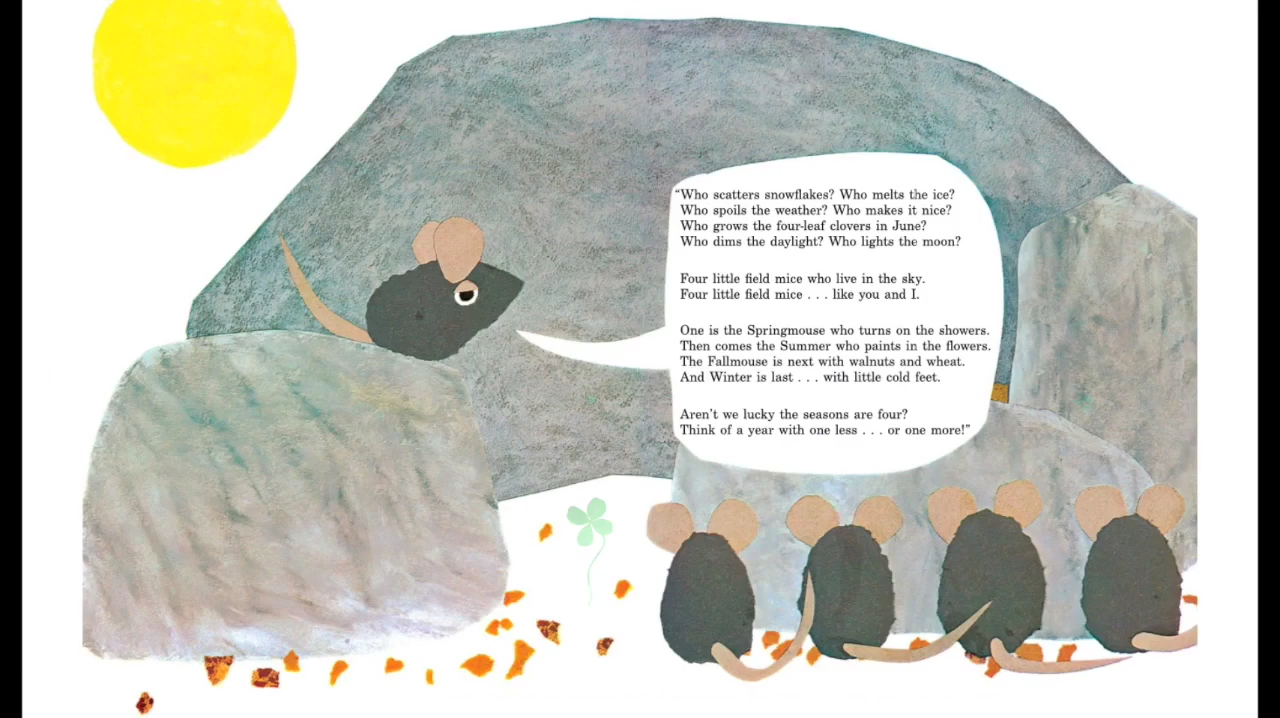 “Who scatters snowflakes? Who melts the ice?
Who spoils the weather? Who makes it nice?
Who grows the four-leaf clovers in June?
Who dims the daylight? Who lights the moon?
Four little field mice who live in the sky.
Four little field mice . . . like you and I.
One is the Springmouse who turns on the showers.
Then comes the Summer who paints in the flowers.
The Fallmouse is next with walnuts and wheat.
And Winter is last . . . with little cold feet.
Aren’t we lucky the seasons are four?
Think of a year with one less . . . or one more!”